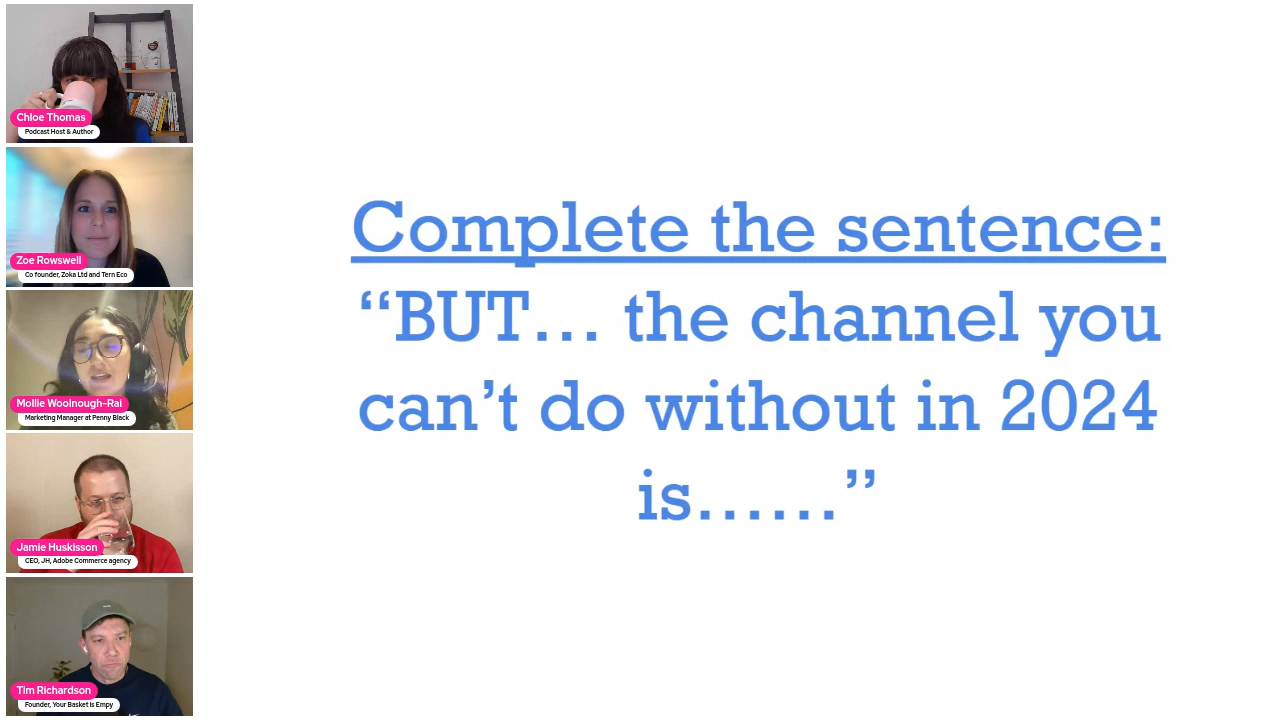 Chloe Thomas
Podcast Host & Author
Zoe Rowswell
Co founder, Zoka Ltd and Tern Eco
Mollie Woolnough-Rai
Marketing Manager at Penny Black
Jamie Huskisson
CEO, JH, Adobe Commerce agency
Tim Richardson
Founder, Your Basket is Empy
Complete the sentence:
“BUT… the channel you
can’t do without in 2024
is……”